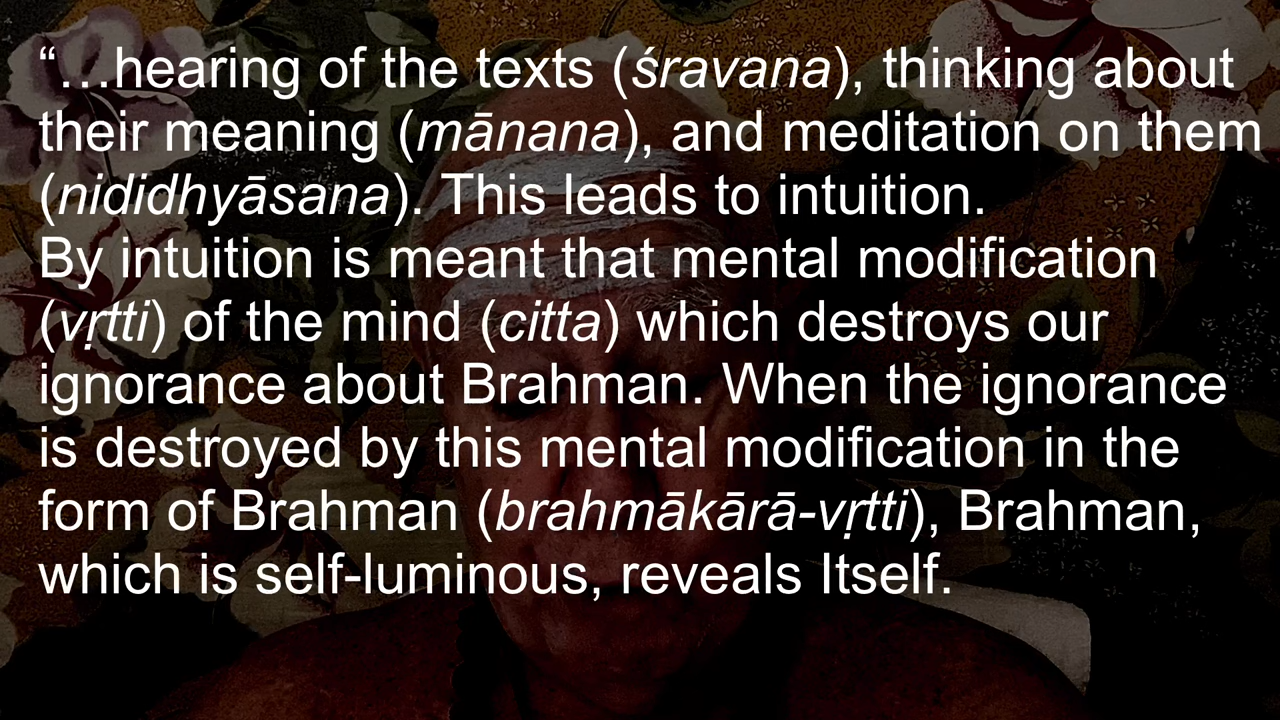 “…hearing of the texts (śravana), thinking about
their meaning (mānana), and meditation on them
(nididhyāsana). This leads to intuition.
By intuition is meant that mental modification
(vṛtti) of the mind (citta) which destroys our
ignorance about Brahman. When the ignorance
is destroyed by this mental modification in the
form of Brahman (brahmākārā-vṛtti), Brahman,
which is self-luminous, reveals Itself.